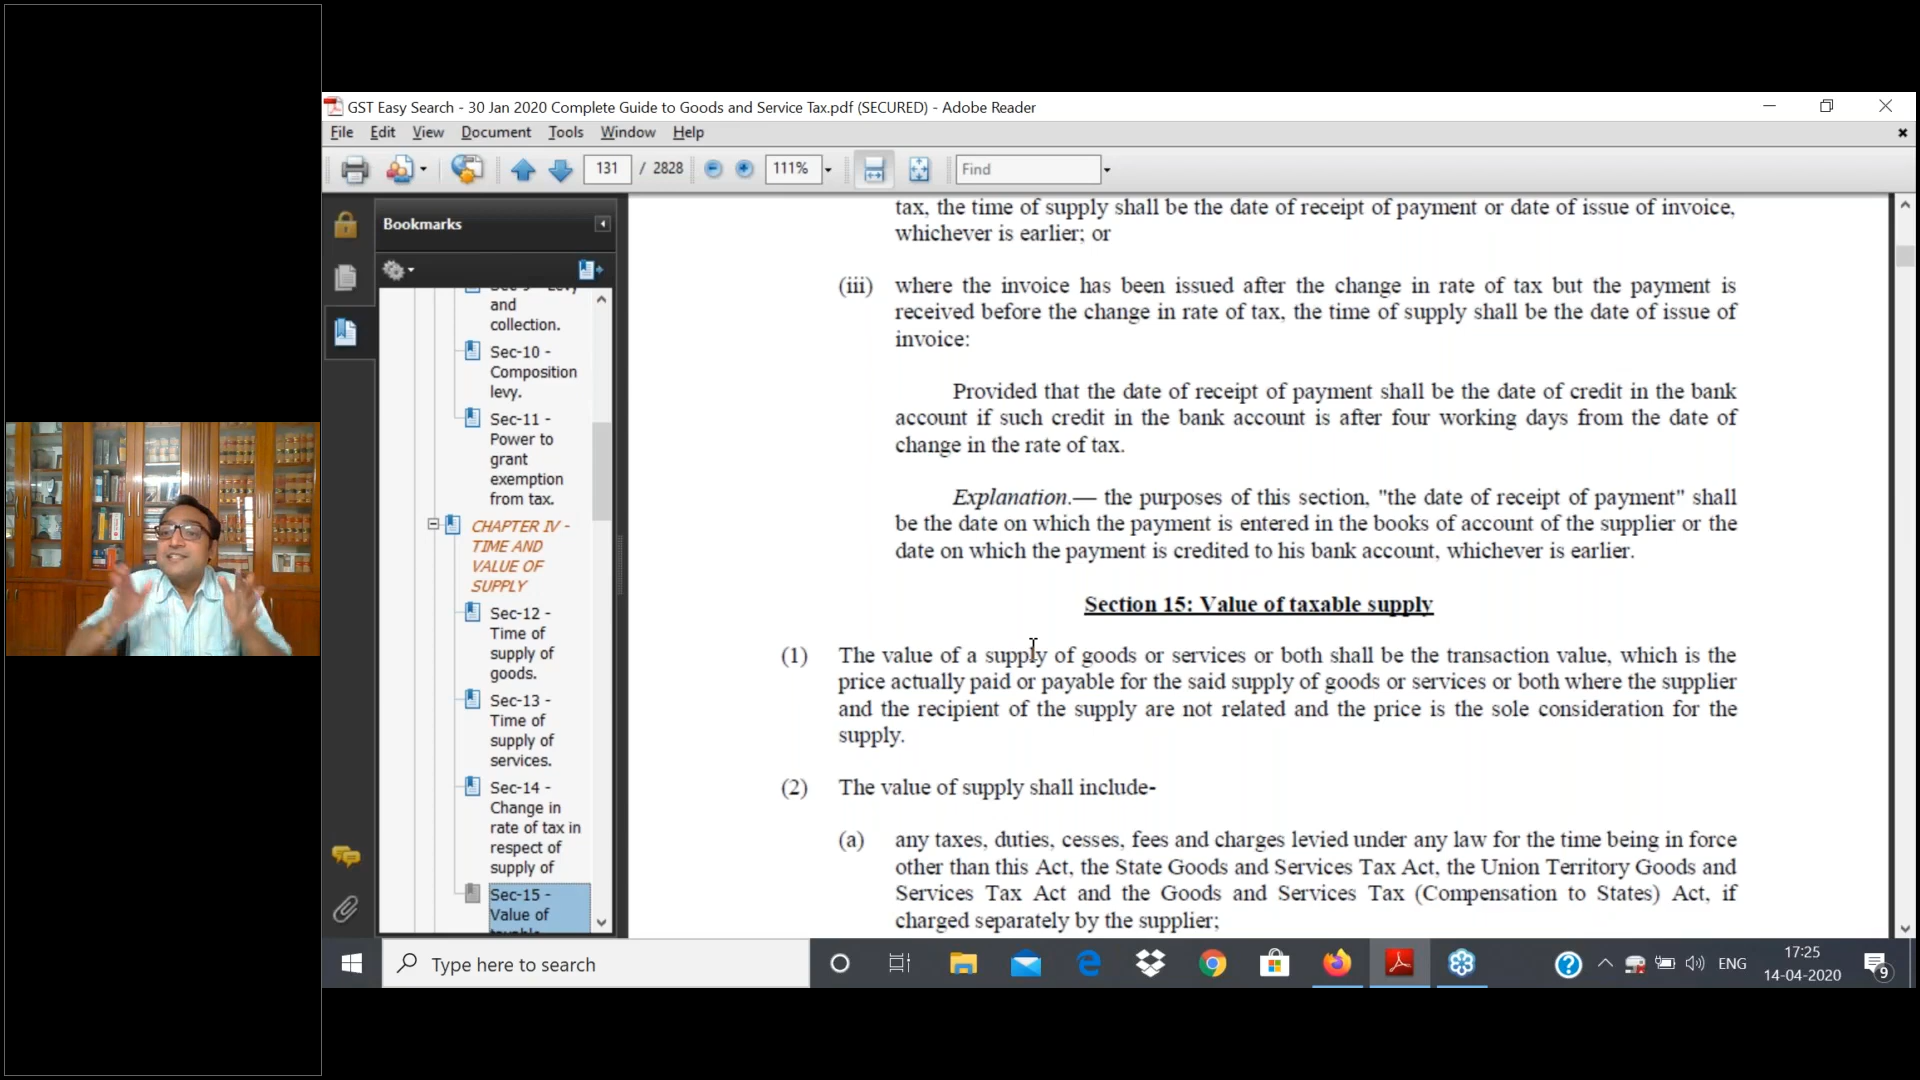 GST Easy Search - 30 Jan 2020 Complete Guide to Goods and Service Tax.pdf (SECURED) - Adobe Reader
File Edit View Document Tools Window Help
131 / 2828 111% Find
Bookmarks
and
collection.
Sec-10 -
Composition
levy.
Sec-11 -
Power to
grant
exemption
from tax.
CHAPTER IV -
TIME AND
VALUE OF
SUPPLY
Sec-12 -
Time of
supply of
goods.
Sec-13 -
Time of
supply of
services.
Sec-14 -
Change in
rate of tax in
respect of
supply of
Sec-15 -
Value of
tax, the time of supply shall be the date of receipt of payment or date of issue of invoice,
whichever is earlier; or
(iii) where the invoice has been issued after the change in rate of tax but the payment is
received before the change in rate of tax, the time of supply shall be the date of issue of
invoice:
Provided that the date of receipt of payment shall be the date of credit in the bank
account if such credit in the bank account is after four working days from the date of
change in the rate of tax.
Explanation.— the purposes of this section, "the date of receipt of payment" shall
be the date on which the payment is entered in the books of account of the supplier or the
date on which the payment is credited to his bank account, whichever is earlier.
Section 15: Value of taxable supply
(1) The value of a supply of goods or services or both shall be the transaction value, which is the
price actually paid or payable for the said supply of goods or services or both where the supplier
and the recipient of the supply are not related and the price is the sole consideration for the
supply.
(2) The value of supply shall include-
(a) any taxes, duties, cesses, fees and charges levied under any law for the time being in force
other than this Act, the State Goods and Services Tax Act, the Union Territory Goods and
Services Tax Act and the Goods and Services Tax (Compensation to States) Act, if
charged separately by the supplier;
Type here to search
ENG
17:25
14-04-2020
9